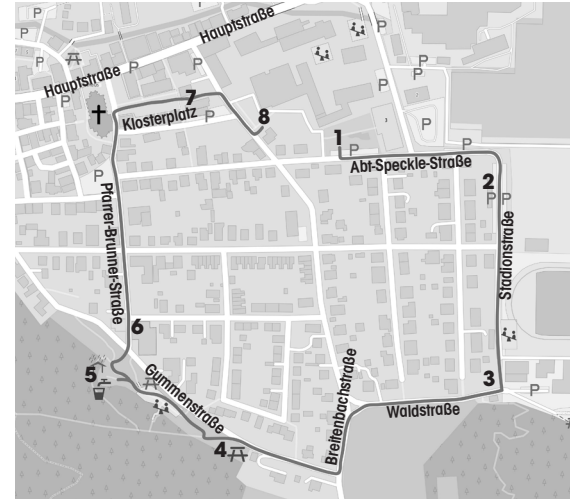 Hauptstraße
Hauptstraße
P
P
P
P
7
Klosterplatz
P
8
1
P
P
P
Abt-Speckle-Straße
P
2
P P
Pfarrer-Brunner-Straße
Stadionstraße
6
5
Gummenstraße
3
P
Breitenbachstraße
Waldstraße
4